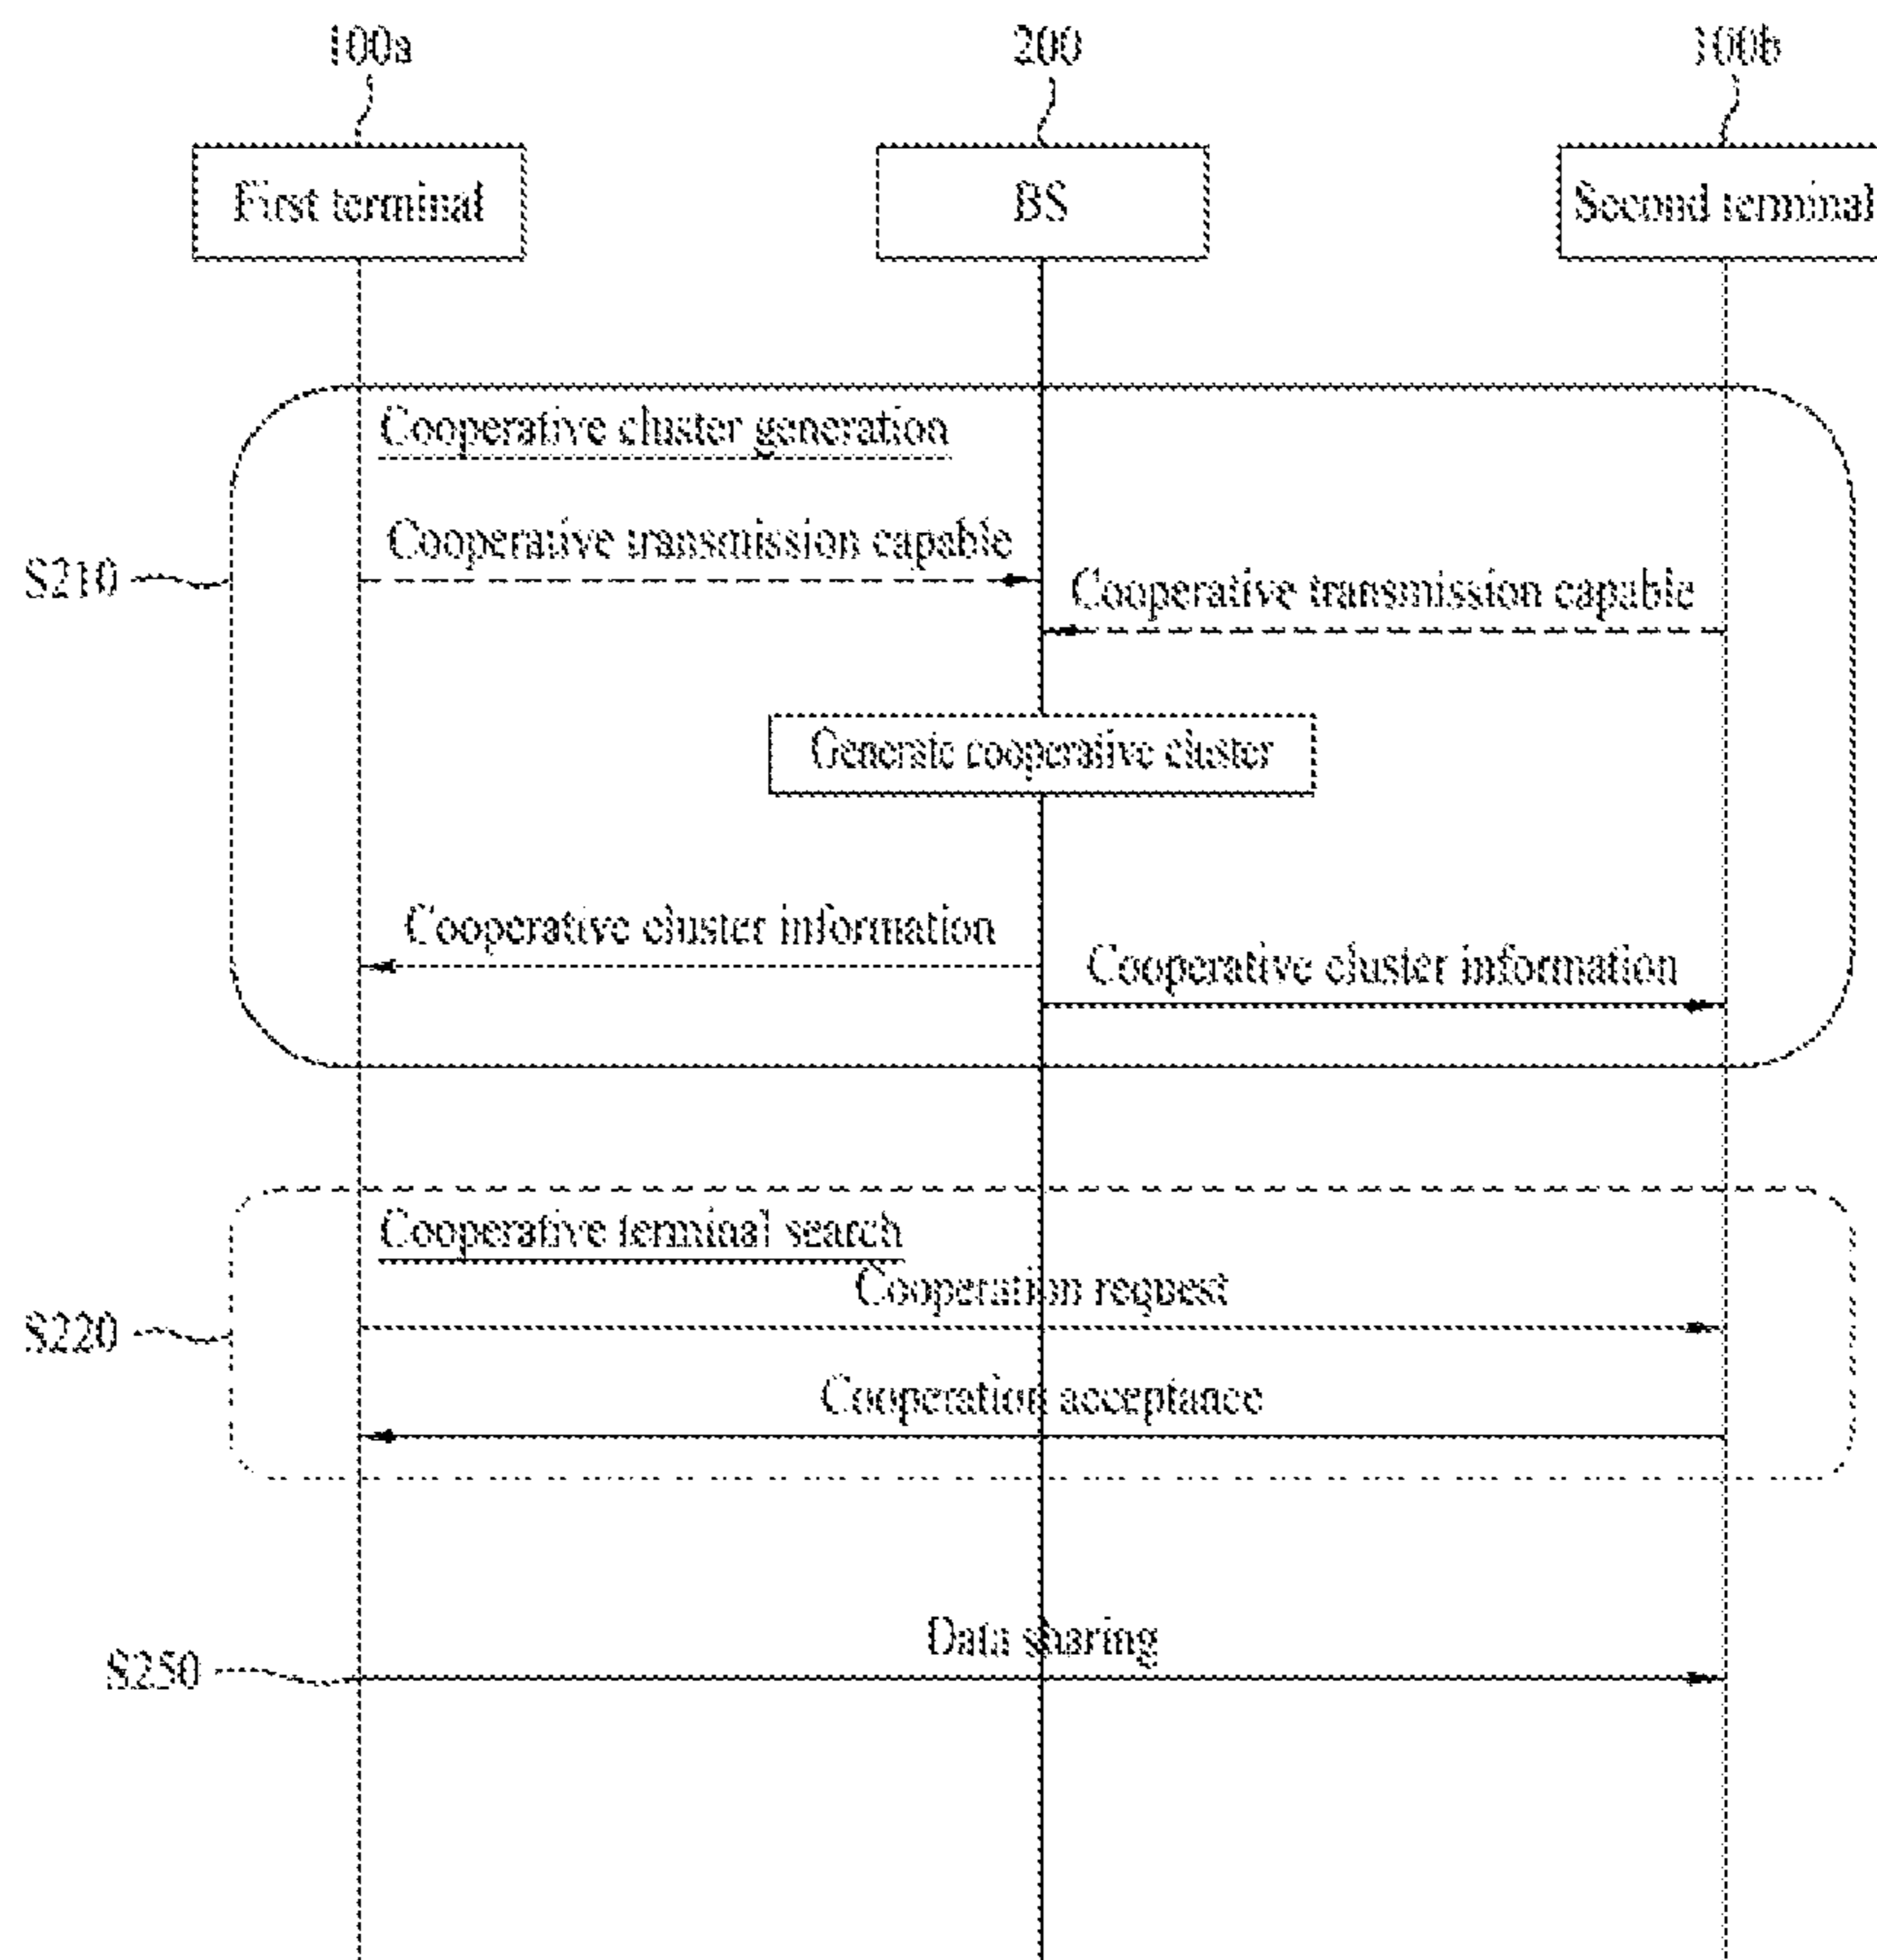 100a
200
100b
First terminal
BS
Second terminal
Cooperative cluster generation
Cooperative transmission capable
S210
Cooperative transmission capable
Generate cooperative cluster
Cooperative cluster information
Cooperative cluster information
Cooperative terminal search
Cooperation request
S220
Cooperation acceptance
Data sharing
S250